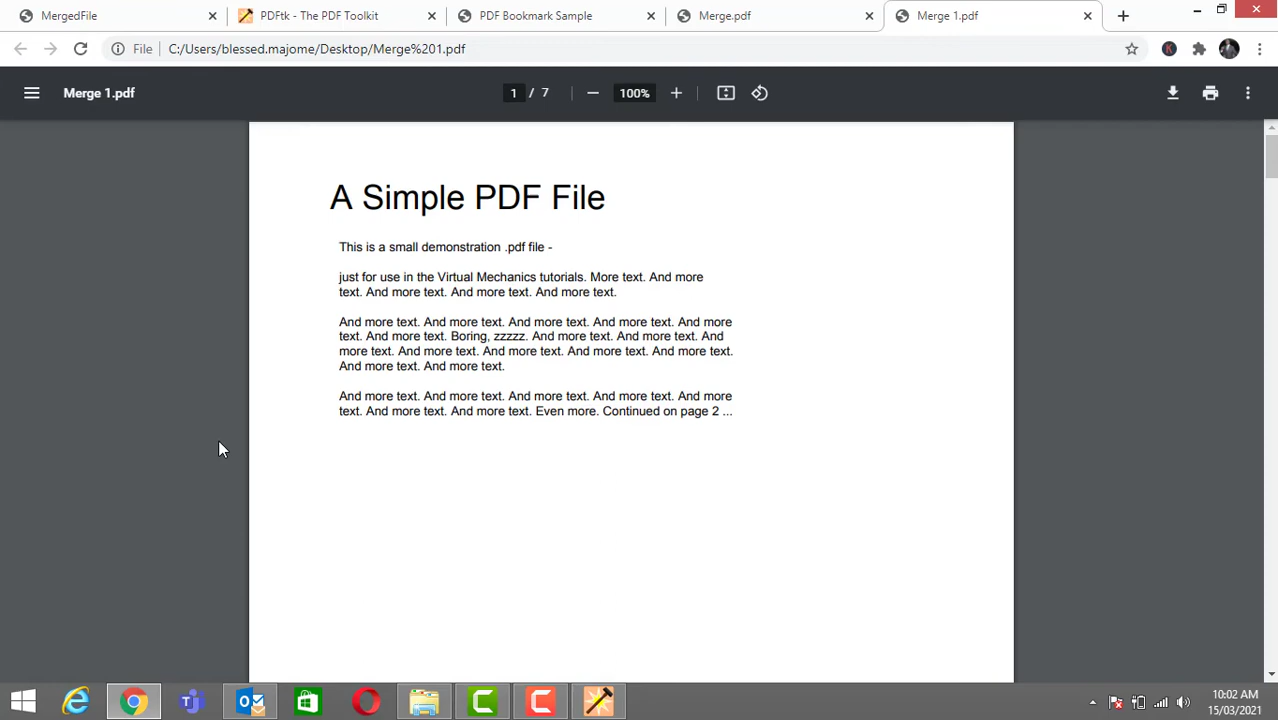 MergedFile
PDFtk - The PDF Toolkit
PDF Bookmark Sample
Merge.pdf
Merge 1.pdf
File
C:/Users/blessed.majome/Desktop/Merge%201.pdf
K
Merge 1.pdf
1 / 7
100%
A Simple PDF File
This is a small demonstration .pdf file -
just for use in the Virtual Mechanics tutorials. More text. And more
text. And more text. And more text. And more text.
And more text. And more text. And more text. And more text. And more
text. And more text. Boring, zzzzz. And more text. And more text. And
more text. And more text. And more text. And more text. And more text.
And more text. And more text.
And more text. And more text. And more text. And more text. And more
text. And more text. And more text. Even more. Continued on page 2 ...
10:02 AM
15/03/2021